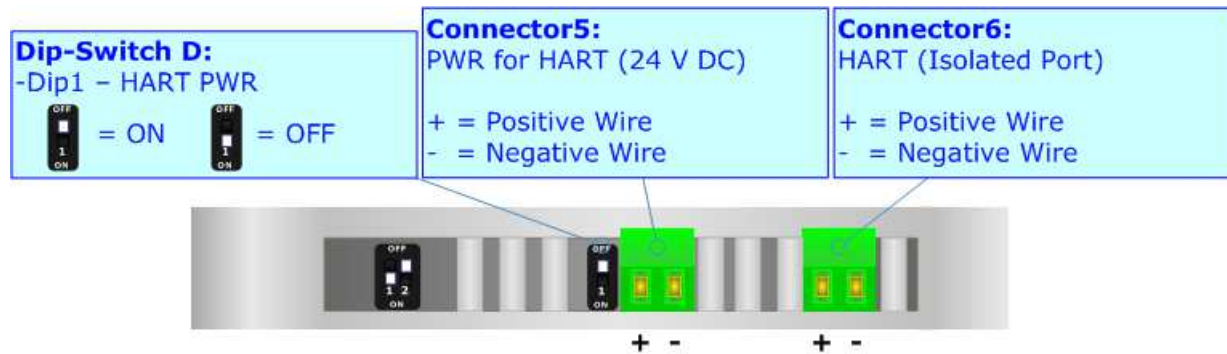 Dip-Switch D:
-Dip1 – HART PWR
OFF
1
ON
= ON
OFF
1
ON
= OFF
Connector5:
PWR for HART (24 V DC)
+ = Positive Wire
- = Negative Wire
Connector6:
HART (Isolated Port)
+ = Positive Wire
- = Negative Wire
OFF
1 2
ON
OFF
1
ON
+ -
+ -